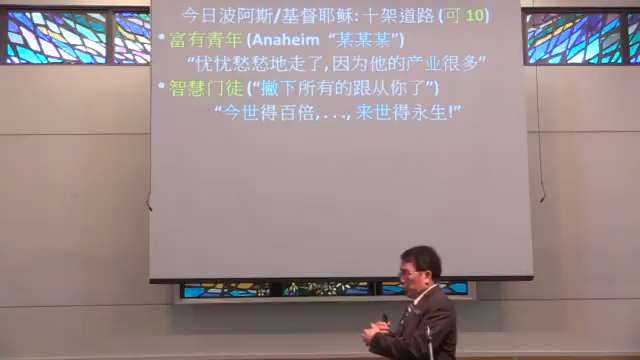 今日波阿斯/基督耶稣: 十架道路 (可 10)
• 富有青年 (Anaheim “某某某”)
“忧忧愁愁地走了, 因为他的产业很多”
• 智慧门徒 (“撇下所有的跟从你了”)
“今世得百倍, . . ., 来世得永生!”